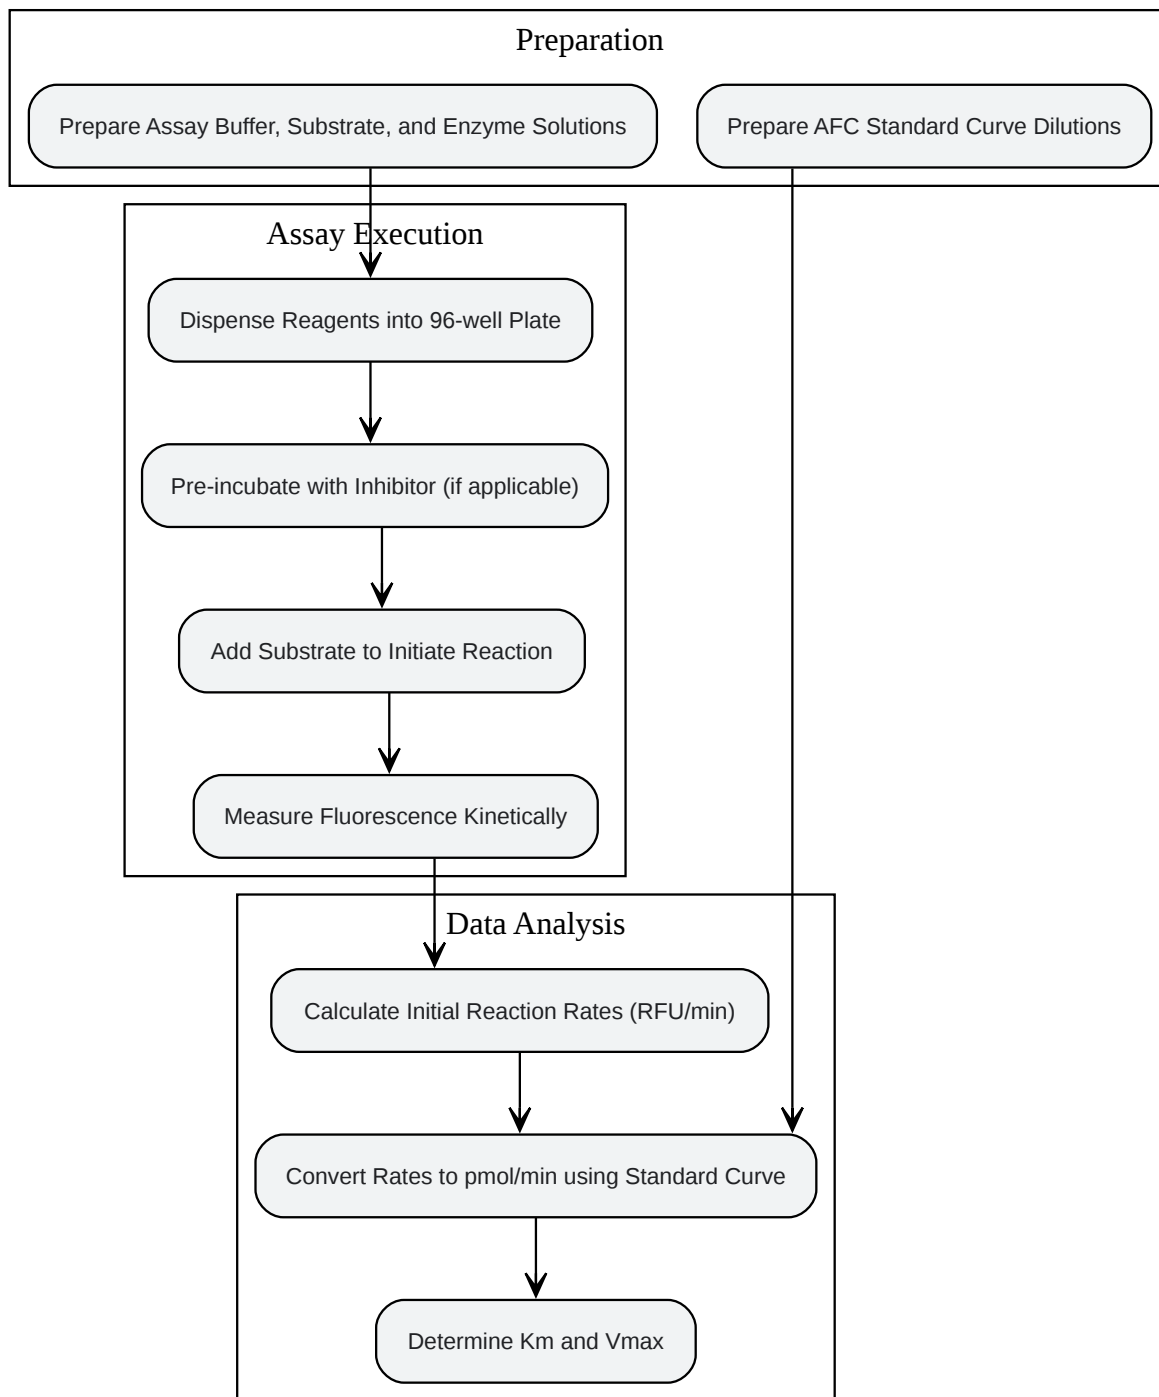 Preparation
Prepare Assay Buffer, Substrate, and Enzyme Solutions
Prepare AFC Standard Curve Dilutions
Assay Execution
Dispense Reagents into 96-well Plate
Pre-incubate with Inhibitor (if applicable)
Add Substrate to Initiate Reaction
Measure Fluorescence Kinetically
Data Analysis
Calculate Initial Reaction Rates (RFU/min)
Convert Rates to pmol/min using Standard Curve
Determine Km and Vmax